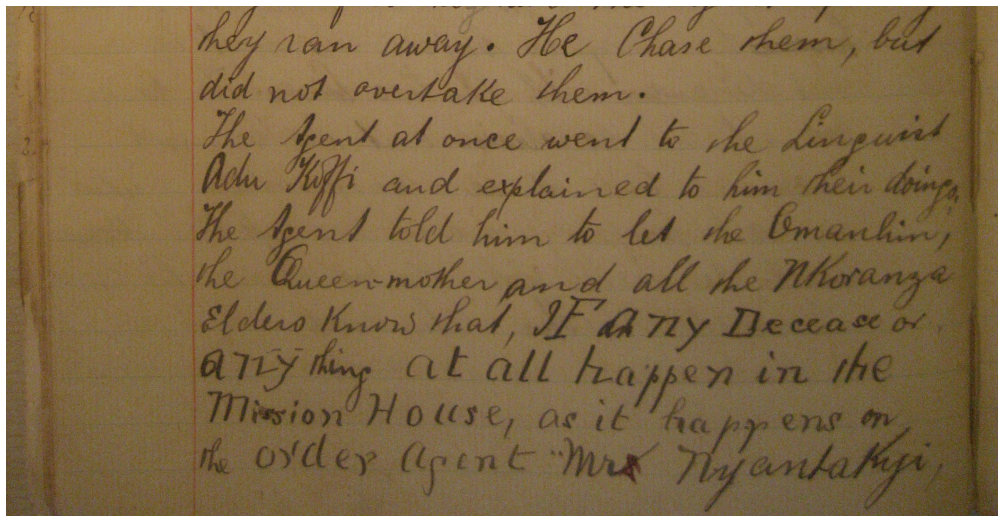 they ran away. He Chase them, but
did not overtake them.
The Agent at once went to the Linguist
Adu Koffi and explained to him their doings.
The Agent told him to let the Omanhin,
the Queen-mother, and all the Nkoranza
Elders know that, IF any Decease or
any thing at all happen in the
Mission House, as it happens on
the order Agent "Mrs Nyantakyi,